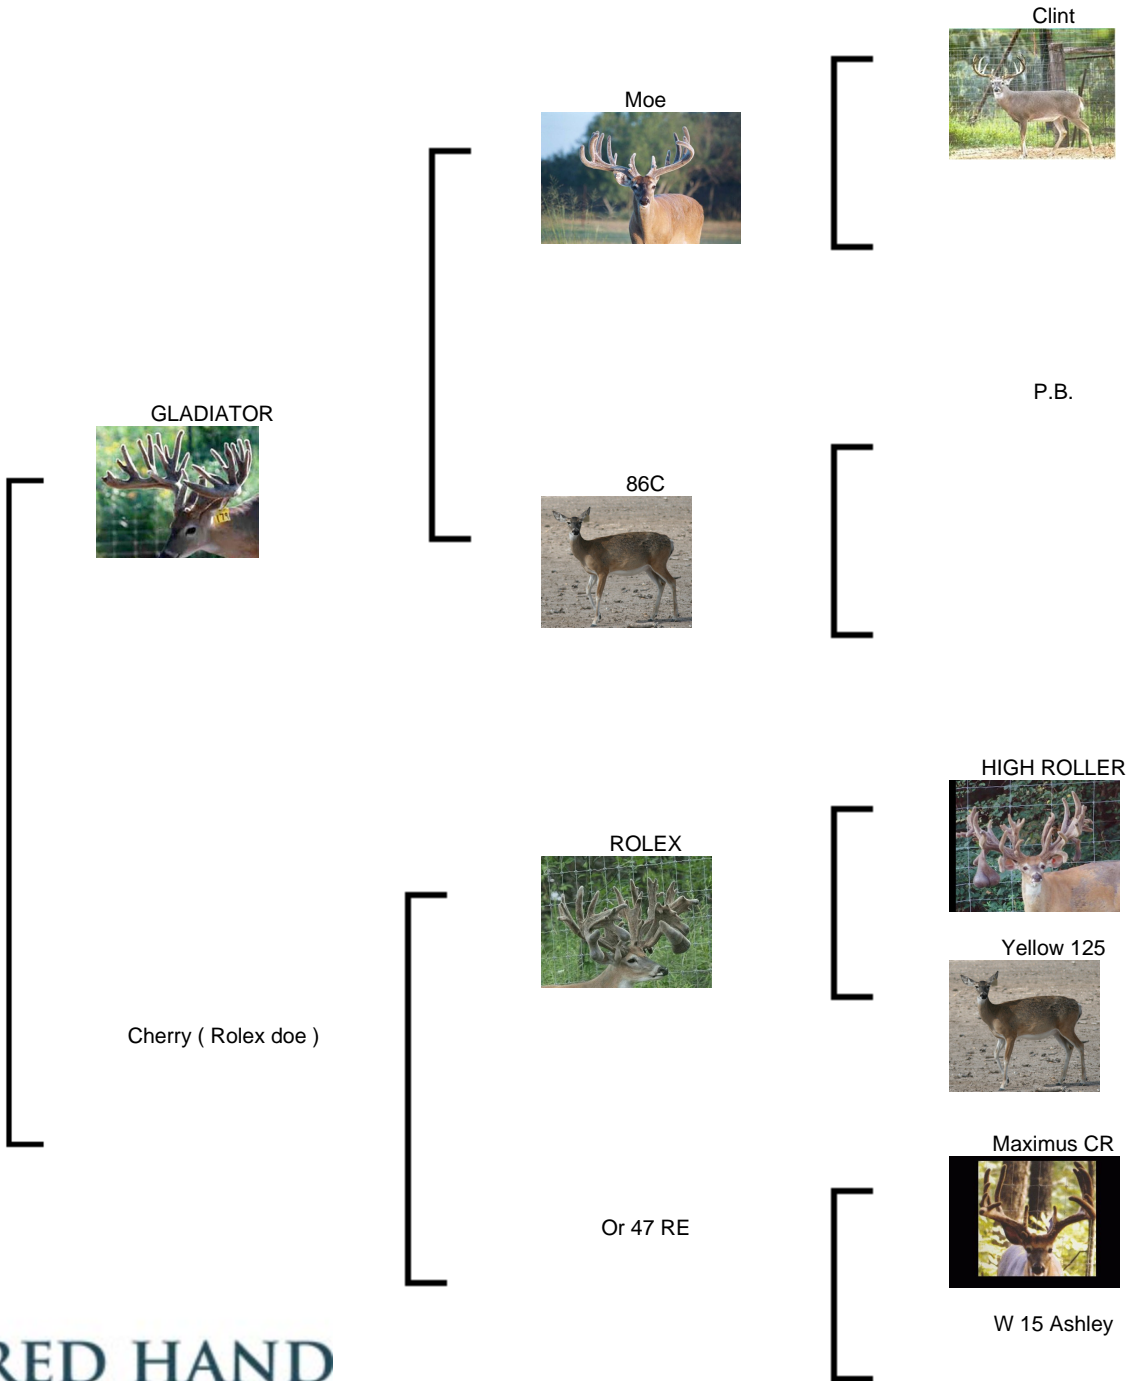 Clint
Moe
P.B.
GLADIATOR
86C
HIGH ROLLER
ROLEX
Yellow 125
Cherry ( Rolex doe )
Maximus CR
Or 47 RE
W 15 Ashley
RED HAND